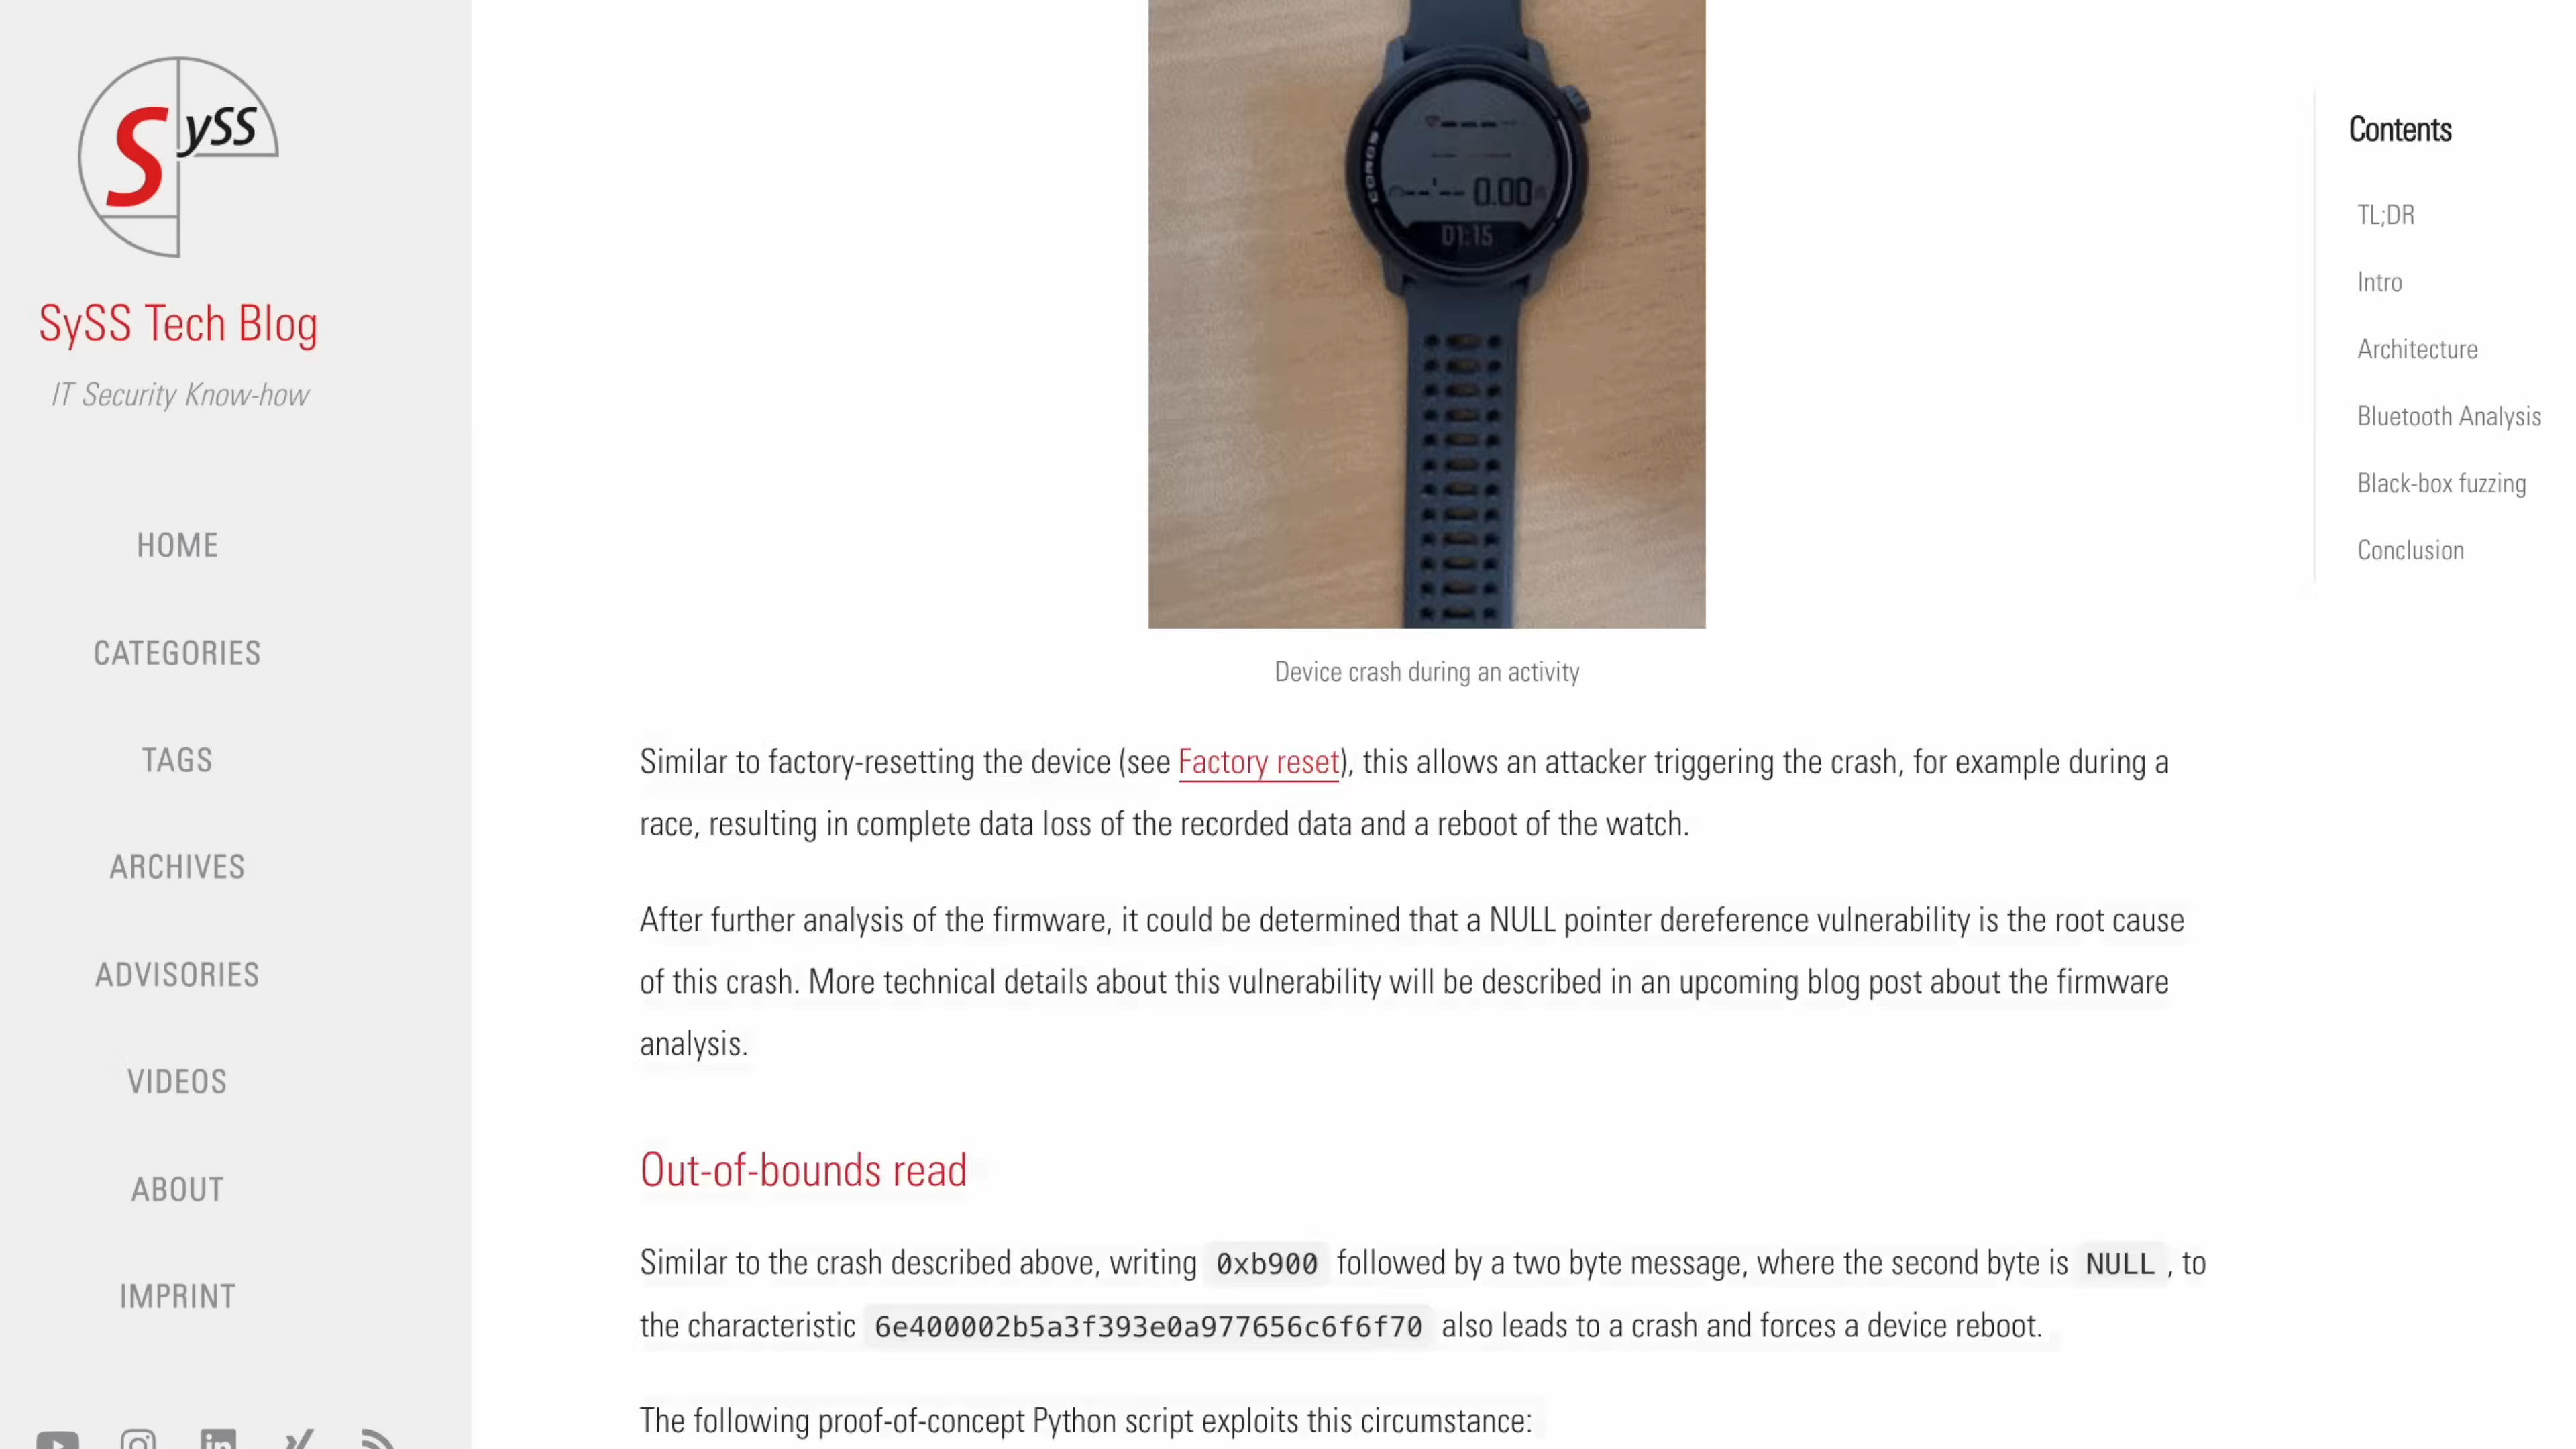 SySS
SySS Tech Blog
IT Security Know-how
HOME
CATEGORIES
TAGS
ARCHIVES
ADVISORIES
VIDEOS
ABOUT
IMPRINT
COROS
0.00
01:15
Device crash during an activity
Similar to factory-resetting the device (see Factory reset), this allows an attacker triggering the crash, for example during a
race, resulting in complete data loss of the recorded data and a reboot of the watch.
After further analysis of the firmware, it could be determined that a NULL pointer dereference vulnerability is the root cause
of this crash. More technical details about this vulnerability will be described in an upcoming blog post about the firmware
analysis.
Out-of-bounds read
Similar to the crash described above, writing 0xb900 followed by a two byte message, where the second byte is NULL , to
the characteristic 6e400002b5a3f393e0a977656c6f6f70 also leads to a crash and forces a device reboot.
The following proof-of-concept Python script exploits this circumstance:
Contents
TL;DR
Intro
Architecture
Bluetooth Analysis
Black-box fuzzing
Conclusion